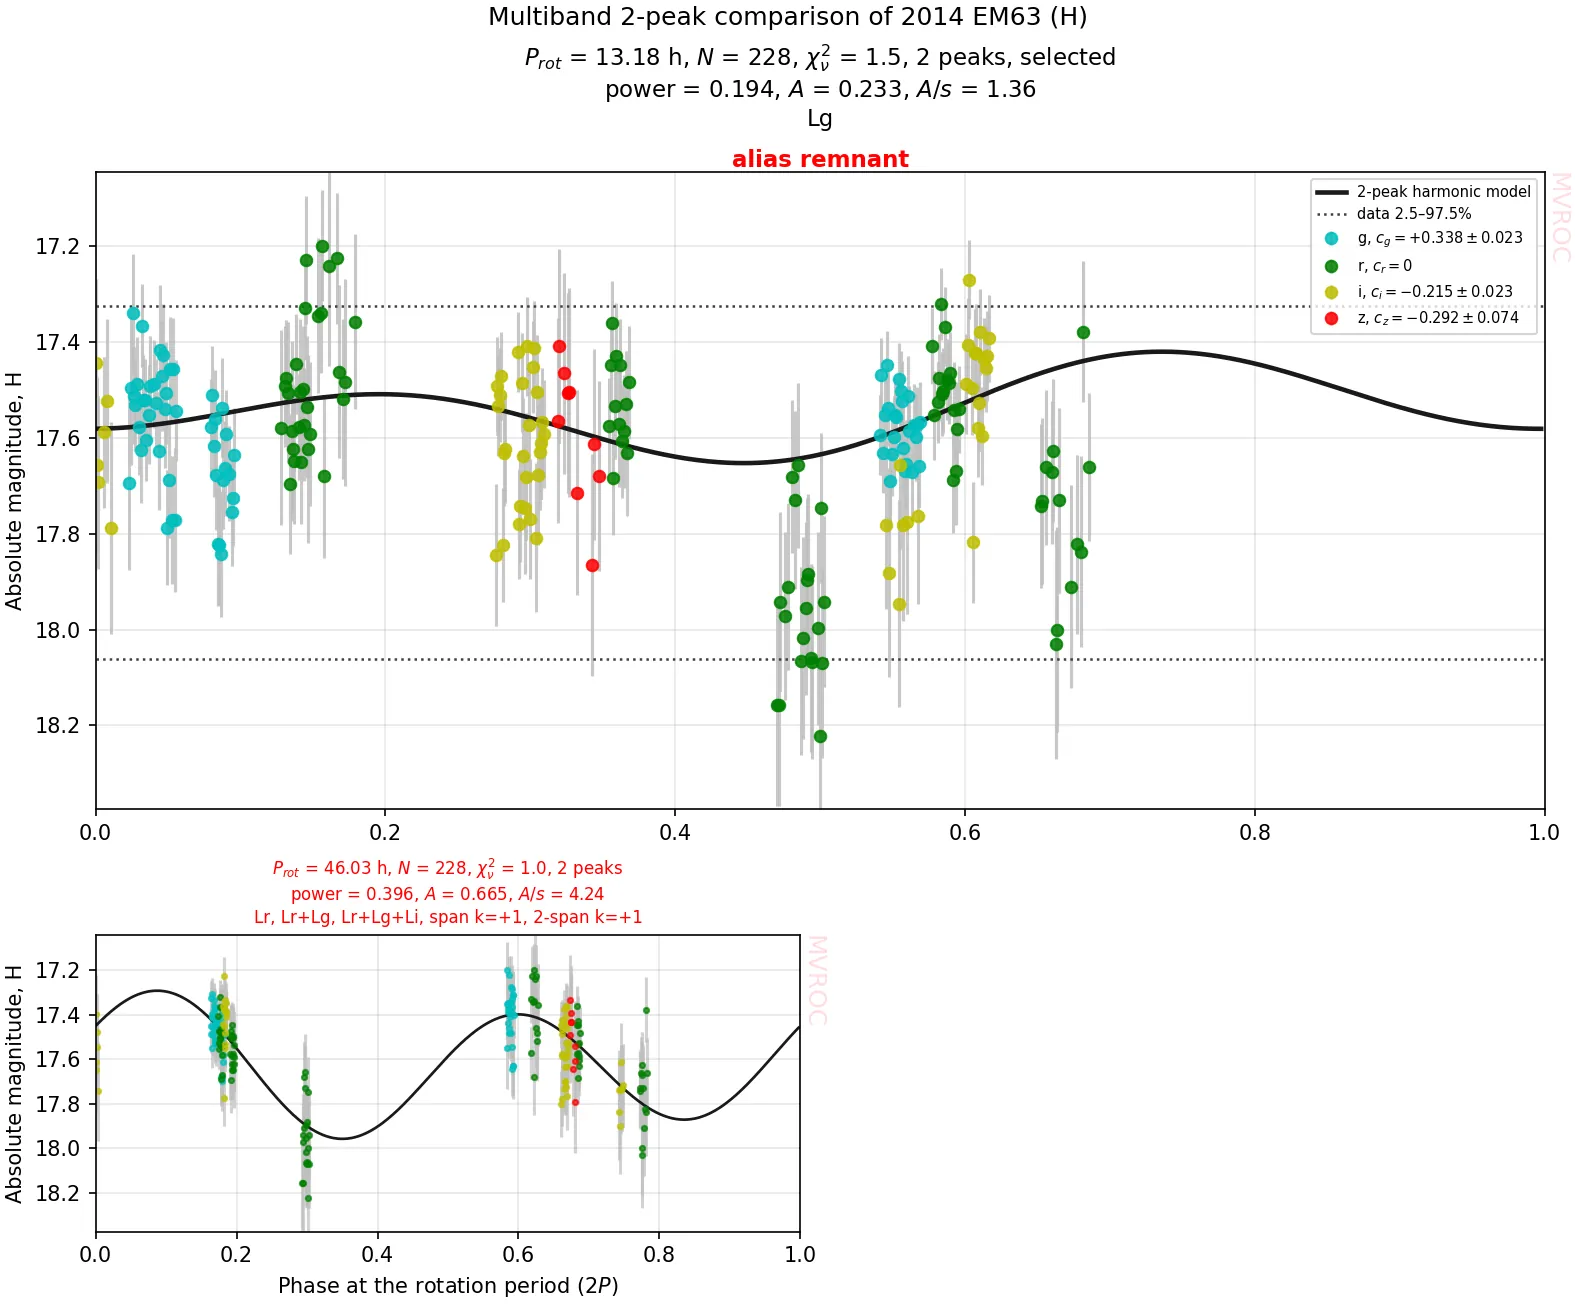 Multiband 2-peak comparison of 2014 EM63 (H)
P_rot = 13.18 h, N = 228, χ²_ν = 1.5, 2 peaks, selected
power = 0.194, A = 0.233, A/s = 1.36
Lg
alias remnant
MVROC
2-peak harmonic model
data 2.5–97.5%
g, c_g = +0.338 ± 0.023
r, c_r = 0
i, c_i = −0.215 ± 0.023
z, c_z = −0.292 ± 0.074
Absolute magnitude, H
17.2
17.4
17.6
17.8
18.0
18.2
0.0 0.2 0.4 0.6 0.8 1.0
P_rot = 46.03 h, N = 228, χ²_ν = 1.0, 2 peaks
power = 0.396, A = 0.665, A/s = 4.24
Lr, Lr+Lg, Lr+Lg+Li, span k=+1, 2-span k=+1
MVROC
Absolute magnitude, H
17.2
17.4
17.6
17.8
18.0
18.2
0.0 0.2 0.4 0.6 0.8 1.0
Phase at the rotation period (2P)